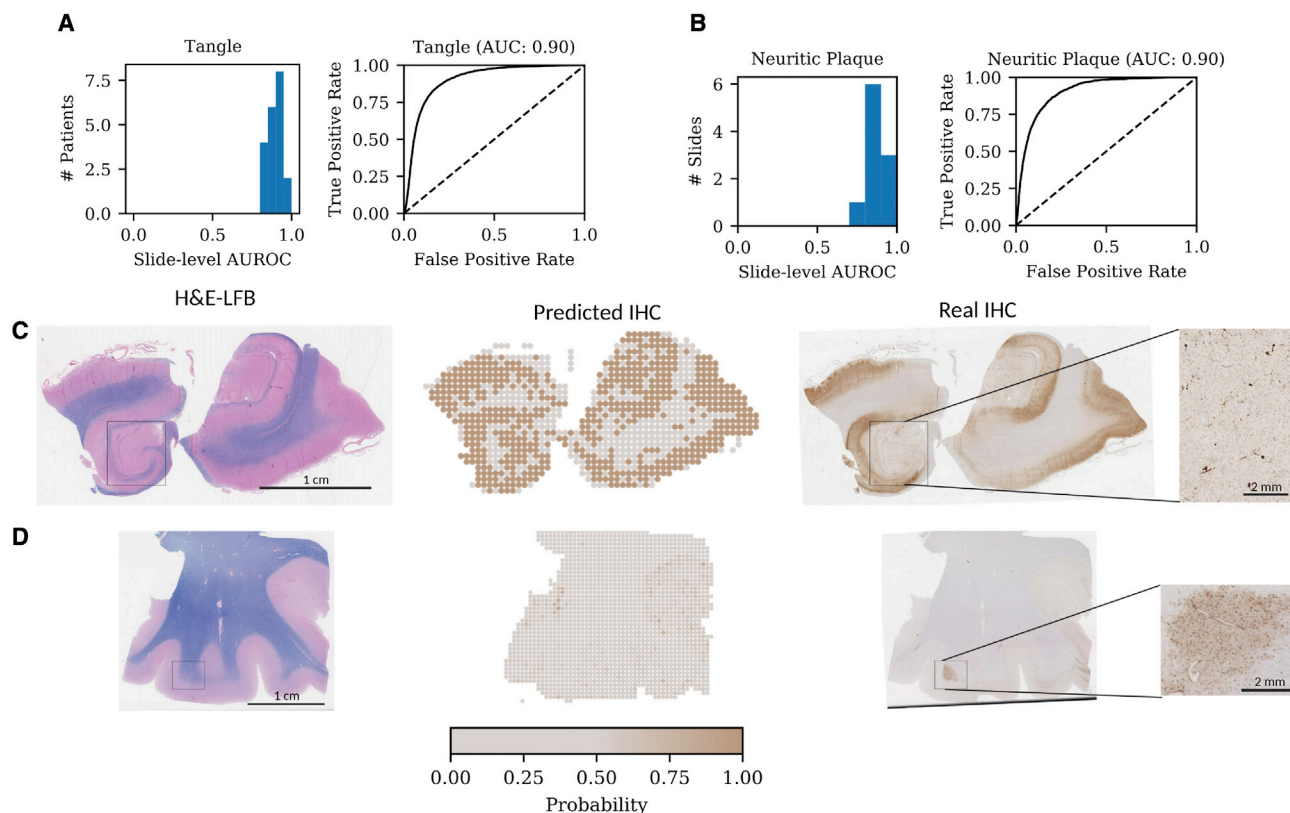 A
B
Tangle
Tangle (AUC: 0.90)
Neuritic Plaque
Neuritic Plaque (AUC: 0.90)
# Patients
7.5
5.0
2.5
0.0
0.0
0.5
1.0
Slide-level AUROC
True Positive Rate
1.00
0.75
0.50
0.25
0.00
0.0
0.5
1.0
False Positive Rate
# Slides
6
4
2
0
0.0
0.5
1.0
Slide-level AUROC
True Positive Rate
1.00
0.75
0.50
0.25
0.00
0.0
0.5
1.0
False Positive Rate
H&E-LFB
Predicted IHC
Real IHC
C
1 cm
2 mm
D
1 cm
2 mm
0.00
0.25
0.50
0.75
1.00
Probability